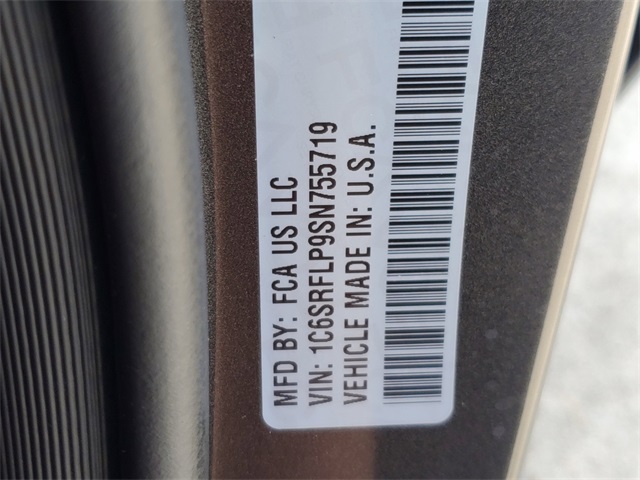 MFD BY: FCA US LLC
VIN: 1C6SRFLP9SN755719
VEHICLE MADE IN: U.S.A.